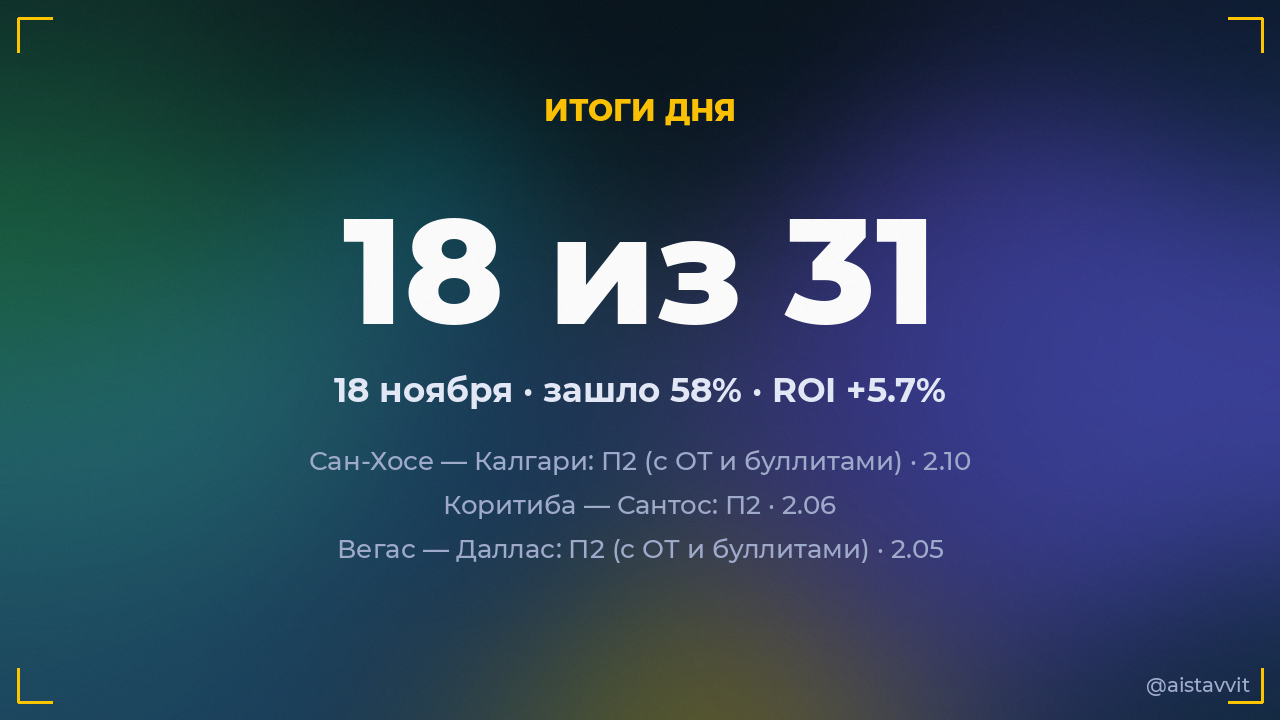 ИТОГИ ДНЯ
18 из 31
18 ноября · зашло 58% · ROI +5.7%
Сан-Хосе — Калгари: П2 (с ОТ и буллитами) · 2.10
Коритиба — Сантос: П2 · 2.06
Вегас — Даллас: П2 (с ОТ и буллитами) · 2.05
@aistavvit